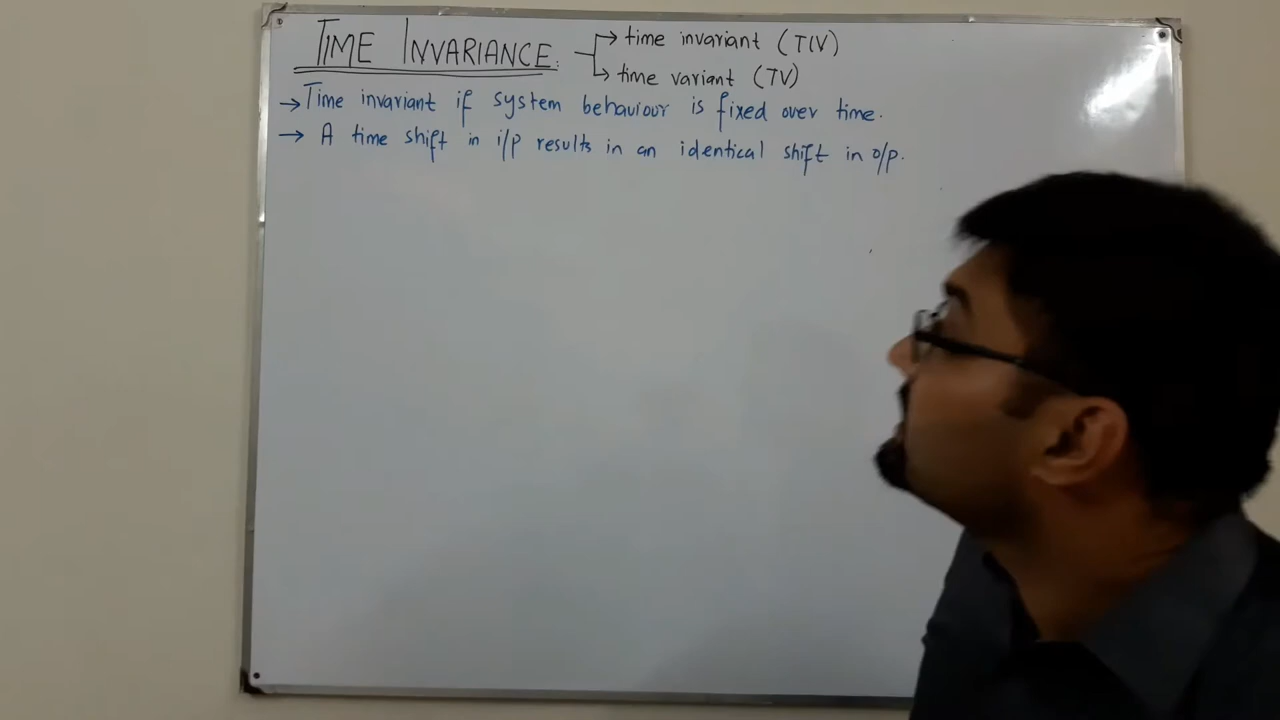 TIME INVARIANCE. → time invariant (TIV)
→ time variant (TV)
→ Time invariant if system behaviour is fixed over time.
→ A time shift in i/p results in an identical shift in o/p.